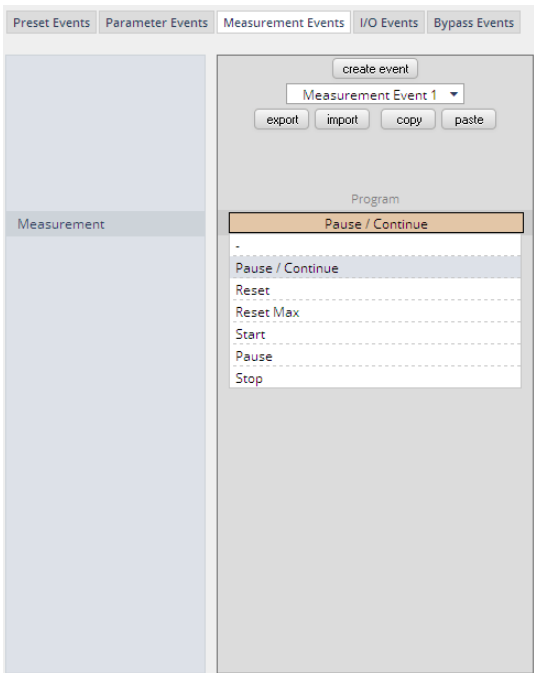 Preset Events Parameter Events Measurement Events I/O Events Bypass Events
create event
Measurement Event 1
export import copy paste
Program
Measurement Pause / Continue
-
Pause / Continue
Reset
Reset Max
Start
Pause
Stop